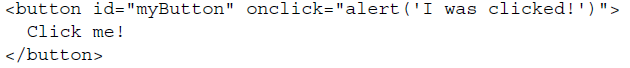 <button id="myButton" onclick="alert('I was clicked!')">
  Click me!
</button>